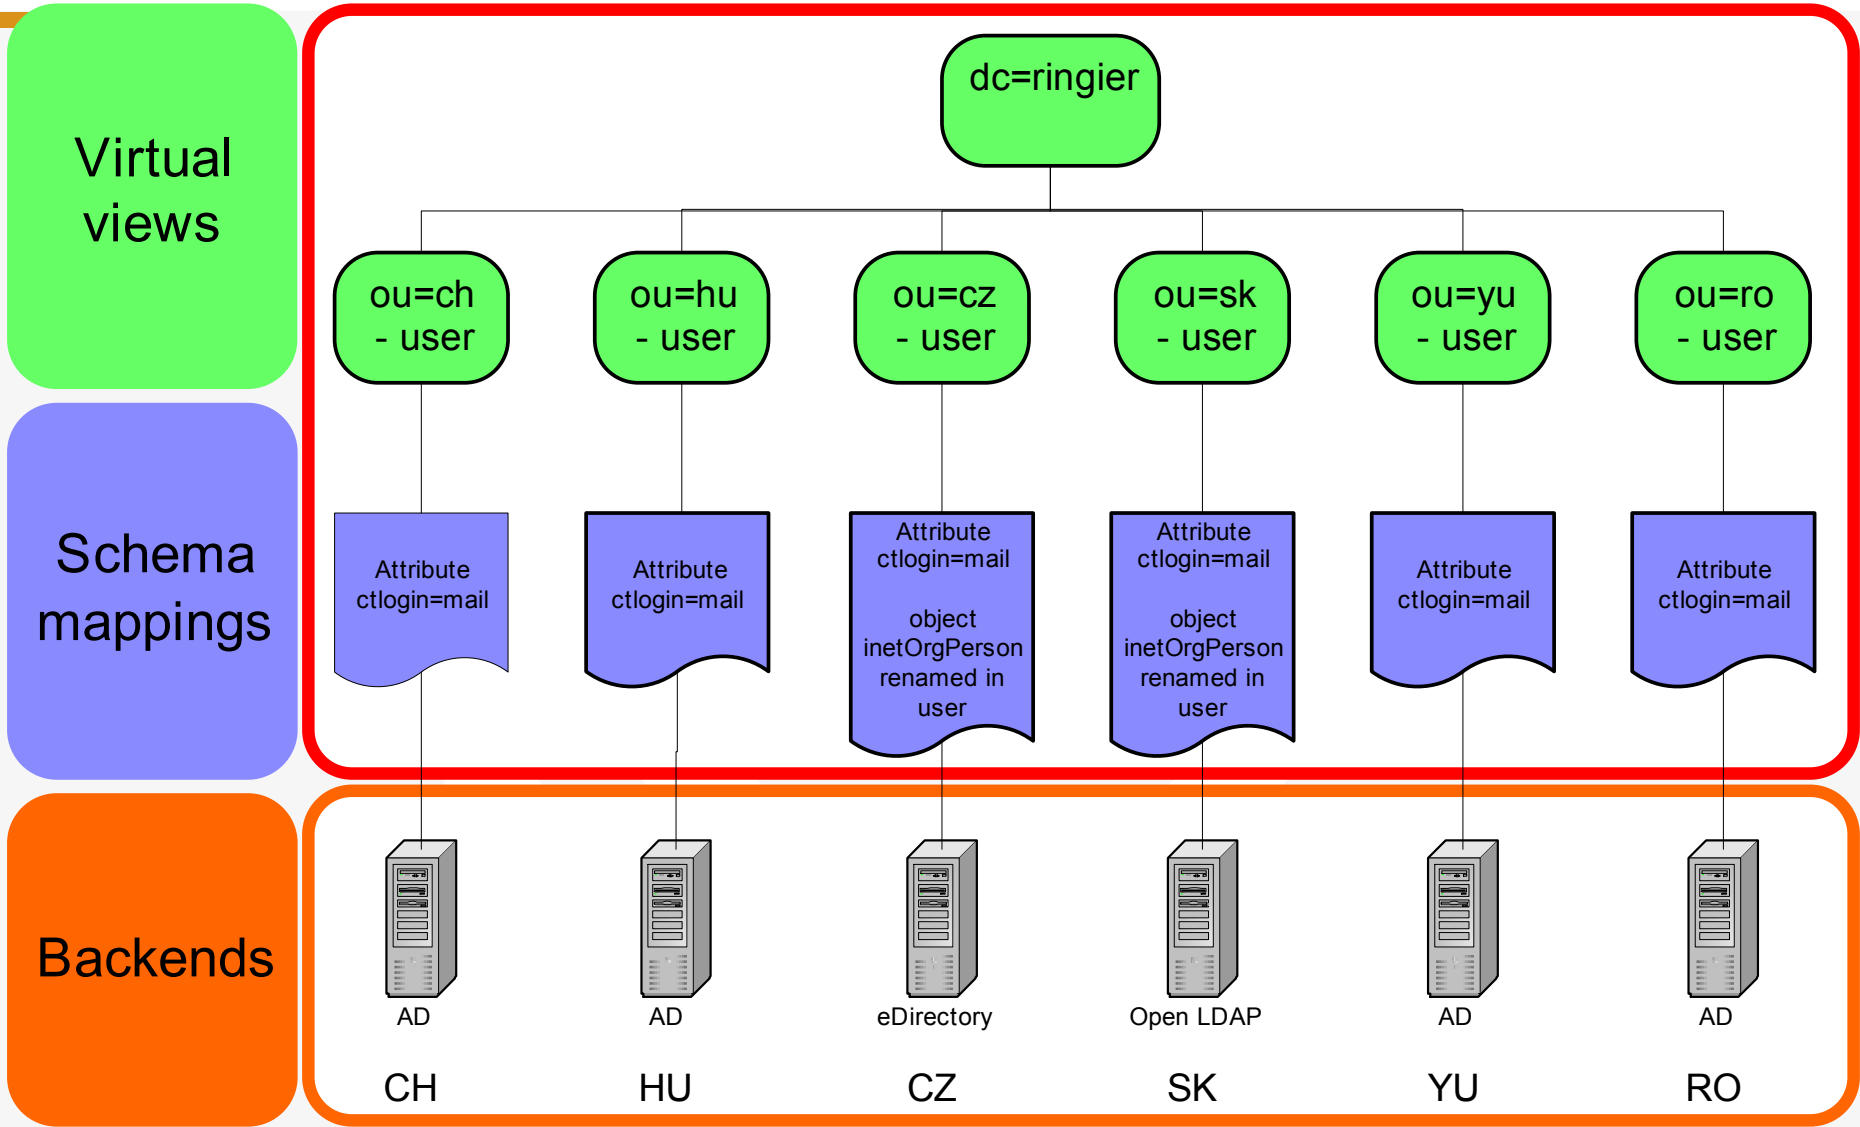 Virtual
views
dc=ringier
ou=ch
- user
ou=hu
- user
ou=cz
- user
ou=sk
- user
ou=yu
- user
ou=ro
- user
Schema
mappings
Attribute
ctlogin=mail
Attribute
ctlogin=mail
Attribute
ctlogin=mail
object
inetOrgPerson
renamed in
user
Attribute
ctlogin=mail
object
inetOrgPerson
renamed in
user
Attribute
ctlogin=mail
Attribute
ctlogin=mail
Backends
AD
CH
AD
HU
eDirectory
CZ
Open LDAP
SK
AD
YU
AD
RO